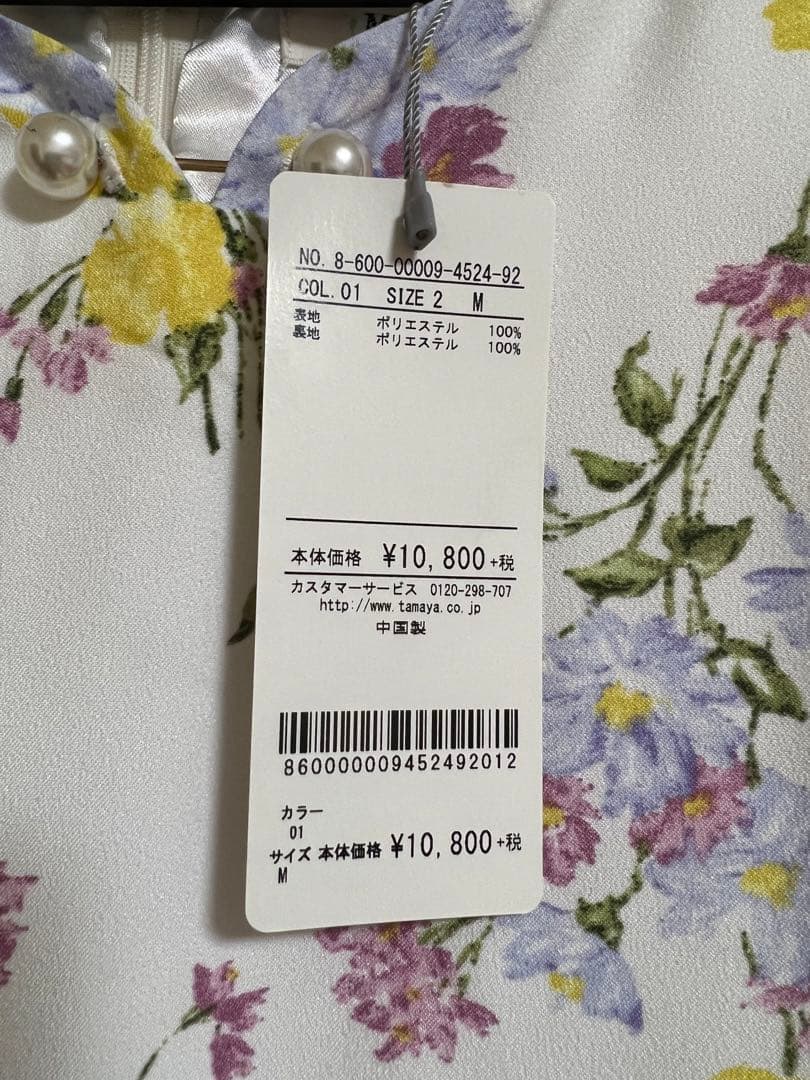 NO. 8-600-00009-4524-92
COL. 01 SIZE 2 M
表地 ポリエステル 100%
裏地 ポリエステル 100%
本体価格 ¥10,800+税
カスタマーサービス 0120-298-707
http://www.tamaya.co.jp
中国製
86000000945249​2012
カラー
01
サイズ 本体価格 ¥10,800+税
M